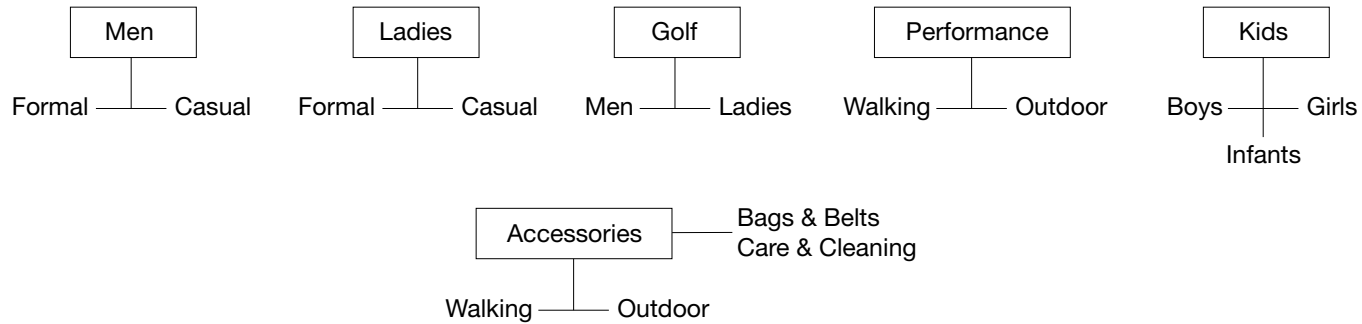 Men
Ladies
Golf
Performance
Kids
Formal Casual
Formal Casual
Men Ladies
Walking Outdoor
Boys Girls
Infants
Accessories
Bags & Belts
Care & Cleaning
Walking Outdoor